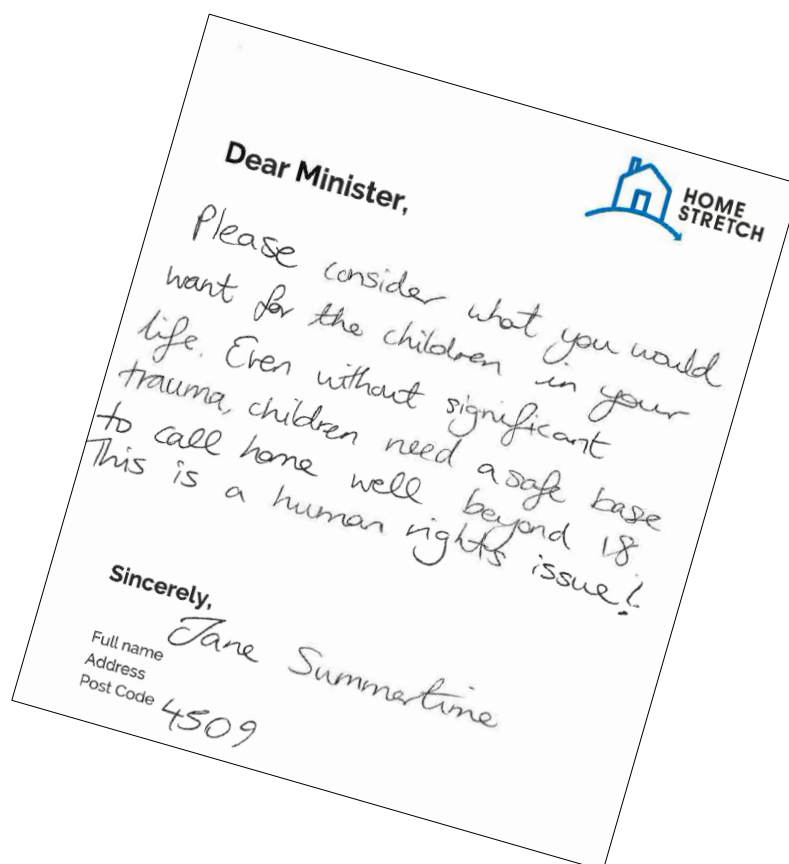 Dear Minister,
HOME
STRETCH
Please consider what you would
want for the children in your
life. Even without significant
trauma, children need a safe base
to call home well beyond 18
This is a human rights issue!
Sincerely,
Full name Jane Summertime
Address
Post Code 4509